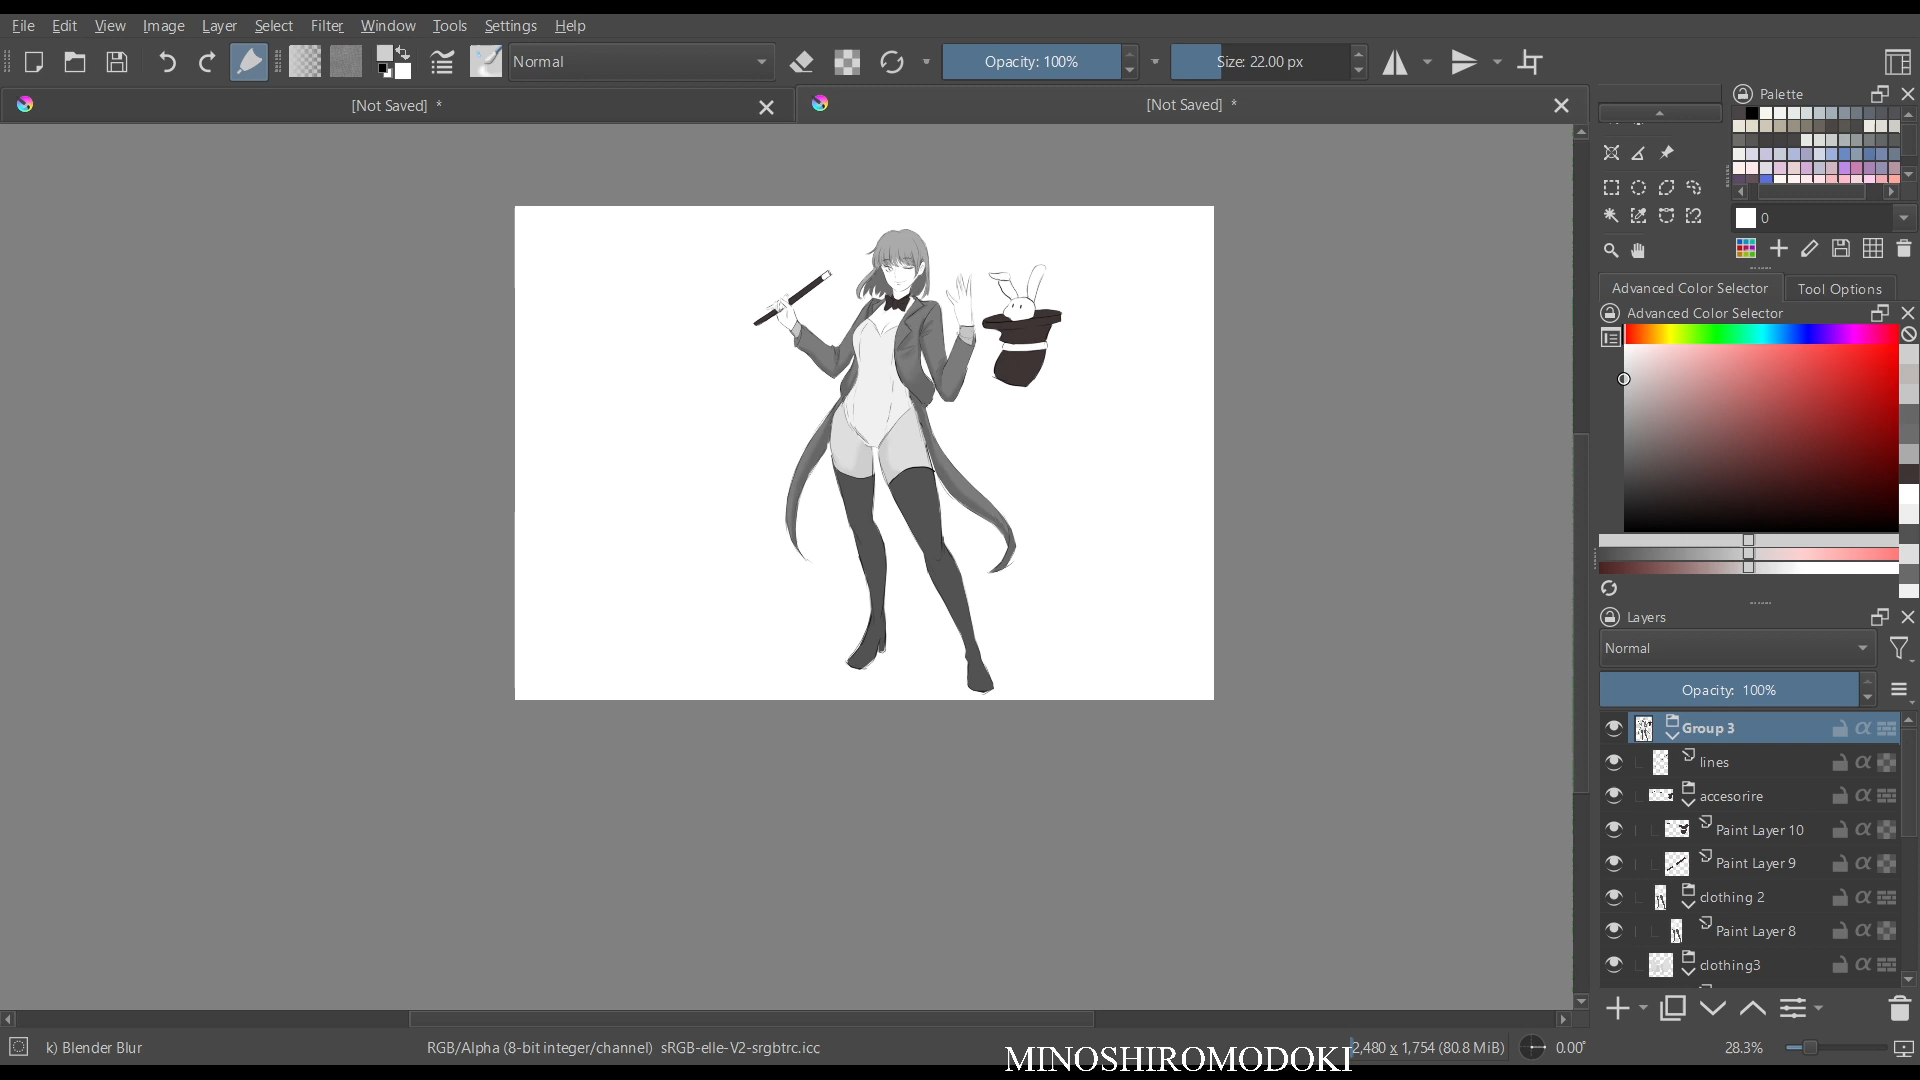 File Edit View Image Layer Select Filter Window Tools Settings Help
Normal
Opacity: 100%
Size: 22.00 px
[Not Saved] *
[Not Saved] *
Palette
0
Advanced Color Selector
Tool Options
Advanced Color Selector
Layers
Normal
Opacity: 100%
Group 3
lines
accesorire
Paint Layer 10
Paint Layer 9
clothing 2
Paint Layer 8
clothing3
k) Blender Blur
RGB/Alpha (8-bit integer/channel) sRGB-elle-V2-srgbtrc.icc
2,480 x 1,754 (80.8 MiB)
0.00°
28.3%
MINOSHIROMODOKI